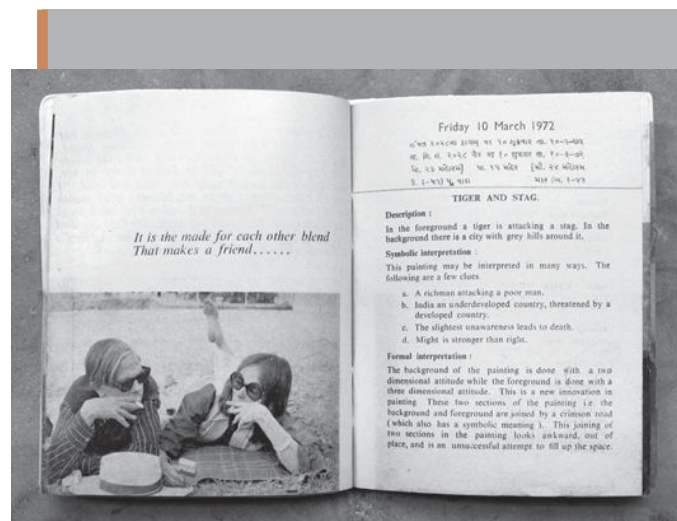 It is the made for each other blend
That makes a friend......
Friday 10 March 1972
TIGER AND STAG.
Description :
In the foreground a tiger is attacking a stag. In the
background there is a city with grey hills around it.
Symbolic interpretation :
This painting may be interpreted in many ways. The
following are a few clues.
a. A richman attacking a poor man.
b. India an underdeveloped country, threatened by a
developed country.
c. The slightest unawareness leads to death.
d. Might is stronger than right.
Formal interpretation :
The background of the painting is done with a two
dimensional attitude while the foreground is done with a
three dimensional attitude. This is a new innovation in
painting. These two sections of the painting i.e. the
background and foreground are joined by a crimson road
( which also has a symbolic meaning ). This joining of
two sections in the painting looks awkward, out of
place, and is an unsuccessful attempt to fill up the space.